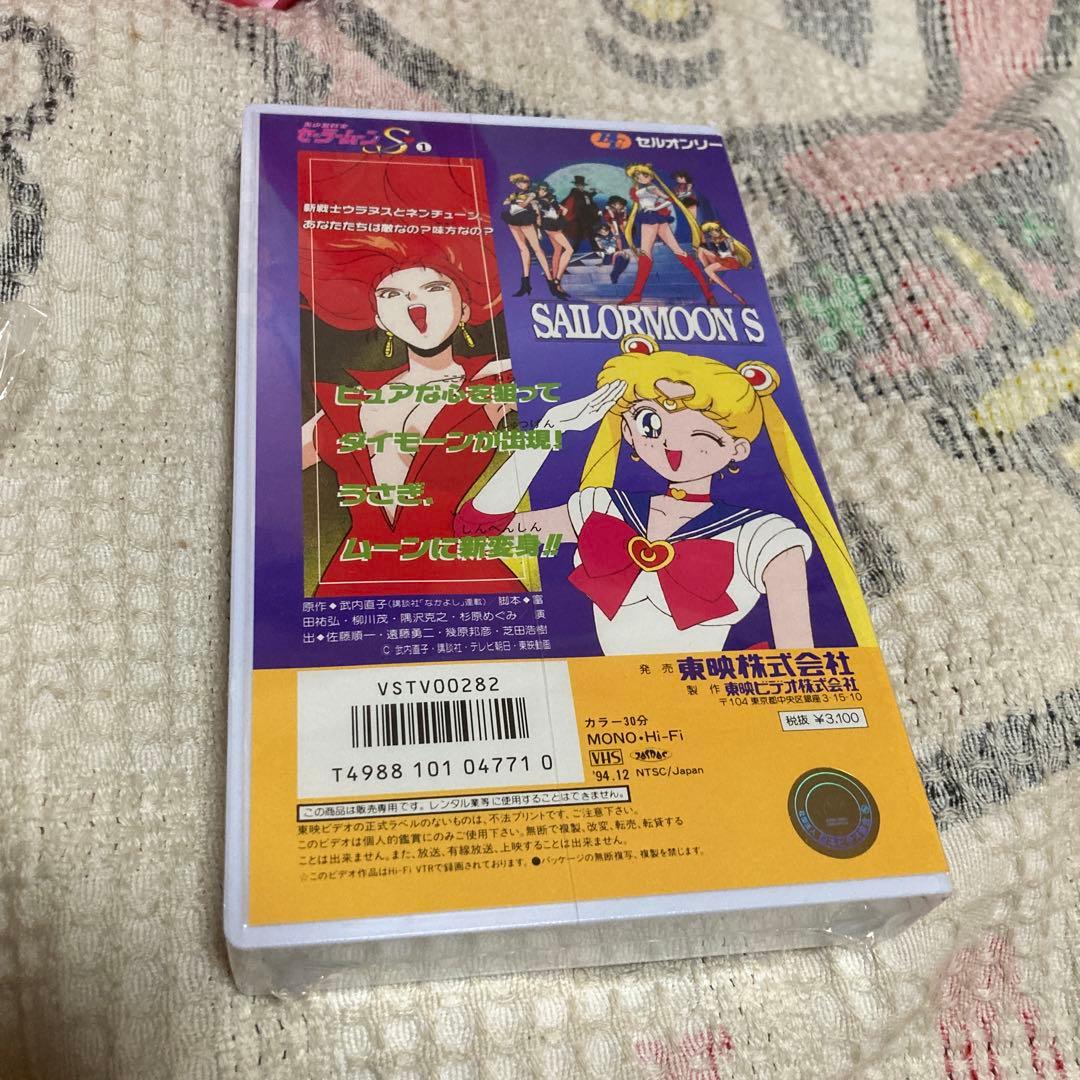 美少女戦士
セーラームーンS ①
セルオンリー
新戦士ウラヌスとネンチューン、
あなたたちは敵なの?味方なの?
SAILORMOON S
ピュアな心を狙って
ダイモーンが出現!
うさぎ、
ムーンに新変身!!
しんへんしん
原作◆武内直子(講談社「なかよし」連載) 脚本◆富
田祐弘・柳川茂・隅沢克之・杉原めぐみ 演
出◆佐藤順一・遠藤勇二・幾原邦彦・芝田浩樹
© 武内直子・講談社・テレビ朝日・東映動画
発売 東映株式会社
製作 東映ビデオ株式会社
〒104 東京都中央区銀座3-15-10
税抜 ¥3,100
VSTV00282
T4988 101 04771 0
カラー30分
MONO・Hi-Fi
VHS
'94.12 NTSC/Japan
この商品は販売専用です。レンタル業等に使用することはできません。
東映ビデオの正式ラベルのないものは、不法プリントです、ご注意下さい。
このビデオは個人的鑑賞にのみご使用下さい。無断で複製、改変、転売、転貸する
ことは出来ません。また、放送、有線放送、上映することは出来ません。
☆このビデオ作品はHi-Fi VTRで録画されております。●パッケージの無断複写、複製を禁じます。